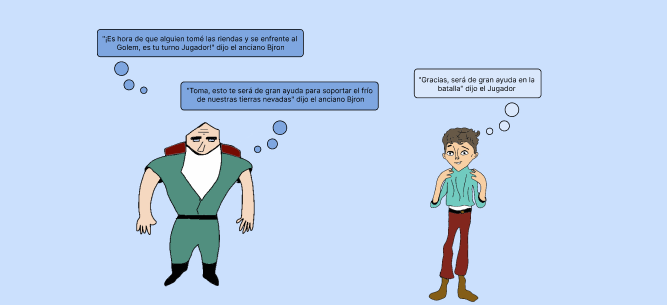 "¡Es hora de que alguien tomé las riendas y se enfrente al
Golem, es tu turno Jugador!" dijo el anciano Bjron
"Toma, esto te será de gran ayuda para soportar el frío
de nuestras tierras nevadas" dijo el anciano Bjron
"Gracias, será de gran ayuda en la
batalla" dijo el Jugador